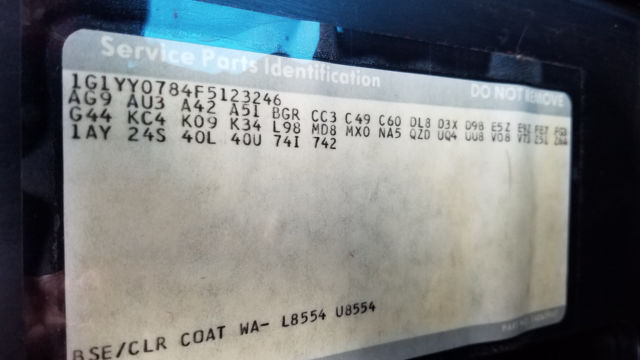 Service Parts Identification DO NOT REMOVE
1G1YY0784F5123246
AG9 AU3 A42 A51 BGR CC3 C49 C60 DL8 D3X D98 E5Z
G44 KC4 K09 K34 L98 MD8 MX0 NA5 QZD UQ4 UU8 V08 V73
1AY 24S 40L 40U 74I 742
BSE/CLR COAT WA- L8554 U8554